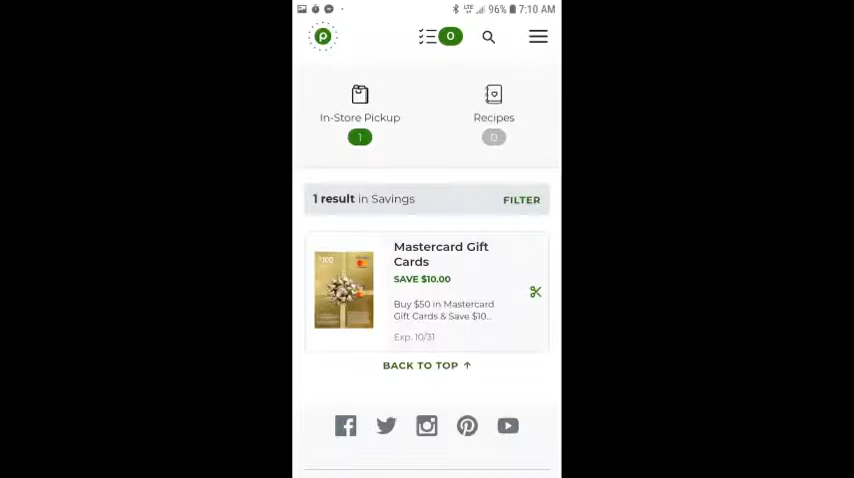 LTE 96% 7:10 AM
p
0
In-Store Pickup
Recipes
1
0
1 result in Savings
FILTER
Mastercard Gift
Cards
SAVE $10.00
Buy $50 in Mastercard
Gift Cards & Save $10...
Exp. 10/31
BACK TO TOP ↑